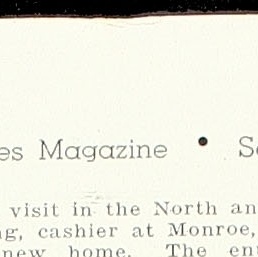 es Magazine • S
visit in the North an
ng, cashier at Monroe,
new home. The en